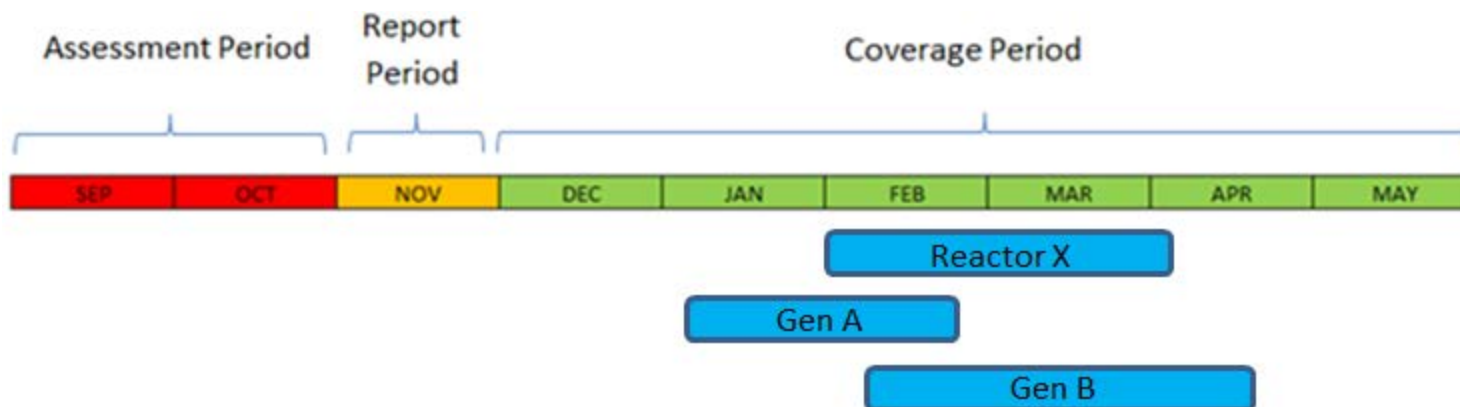 Assessment Period
Report
Period
Coverage Period
SEP OCT NOV DEC JAN FEB MAR APR MAY
Reactor X
Gen A
Gen B